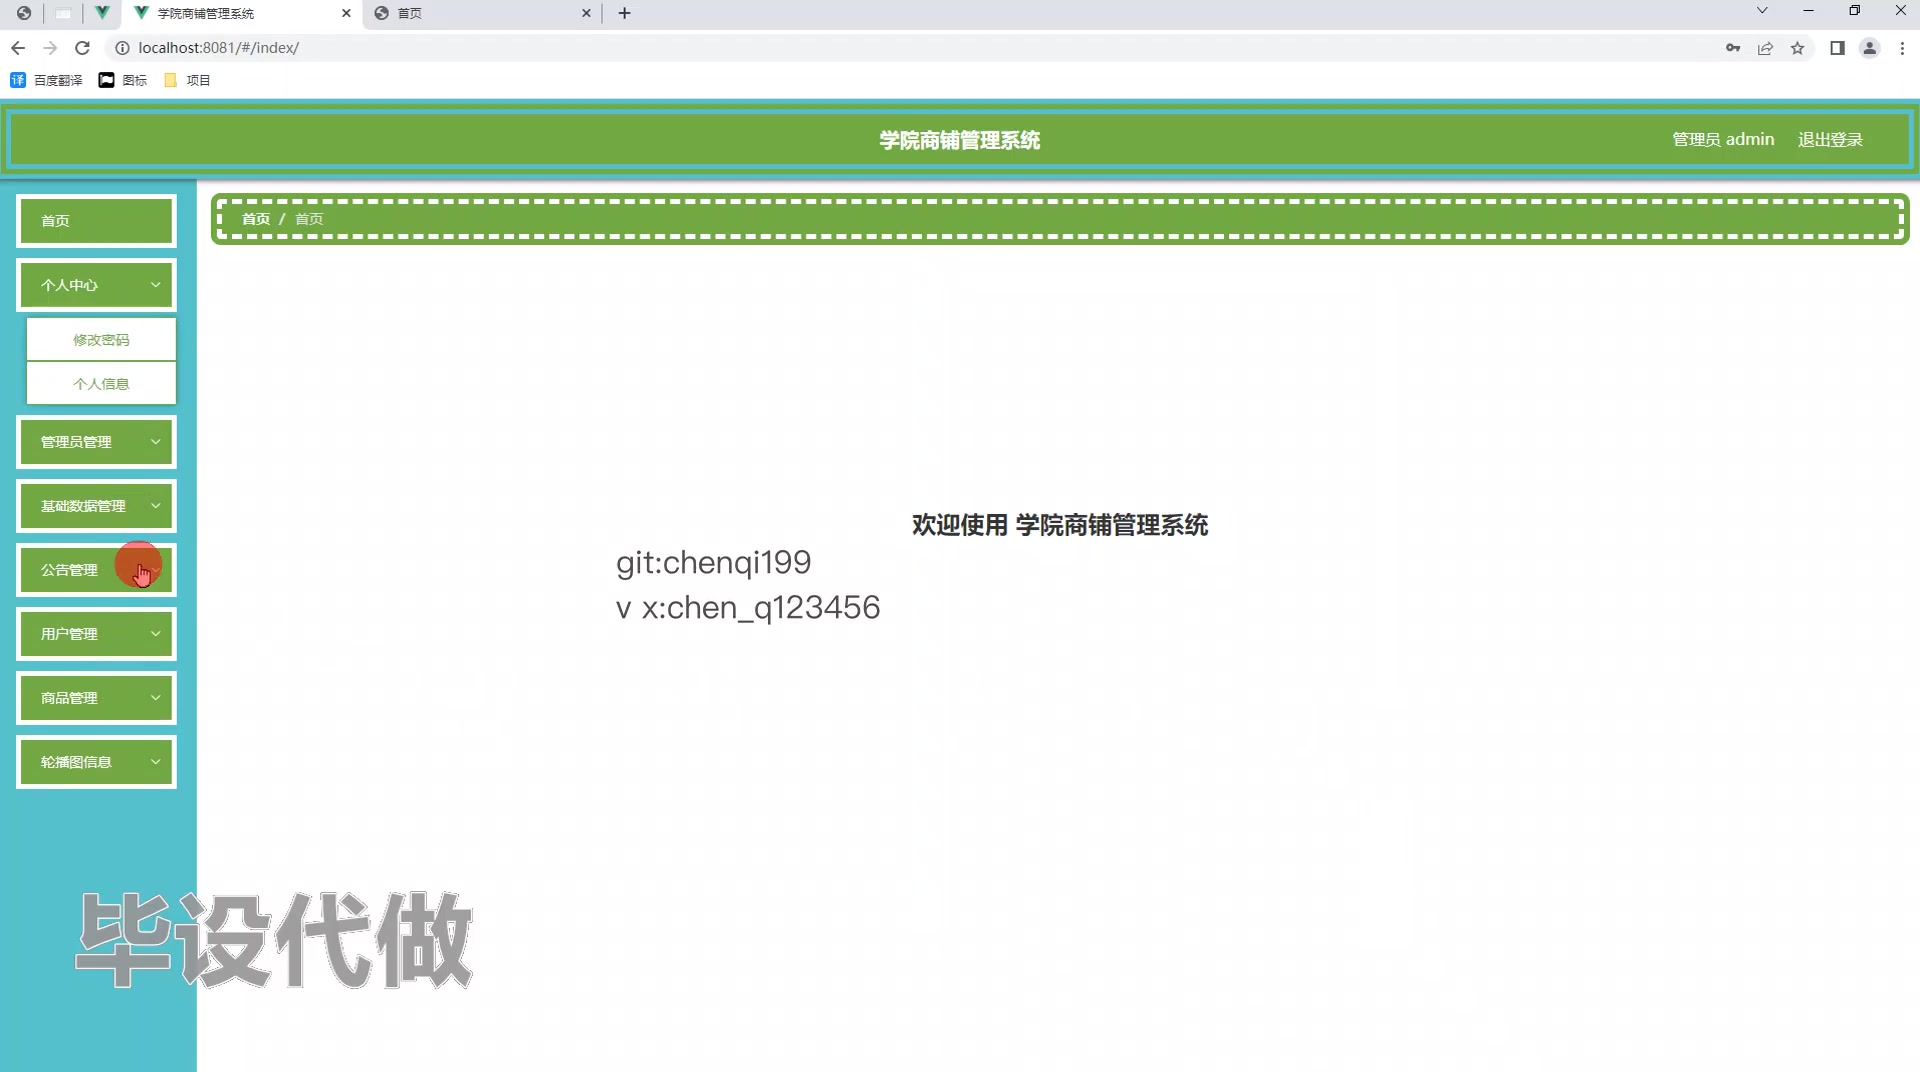 学院商铺管理系统
首页
localhost:8081/#/index/
译 百度翻译 图标 项目
学院商铺管理系统
管理员 admin 退出登录
首页
首页 / 首页
个人中心
修改密码
个人信息
管理员管理
基础数据管理
欢迎使用 学院商铺管理系统
git:chenqi199
公告管理
v x:chen_q123456
用户管理
商品管理
轮播图信息
毕设代做